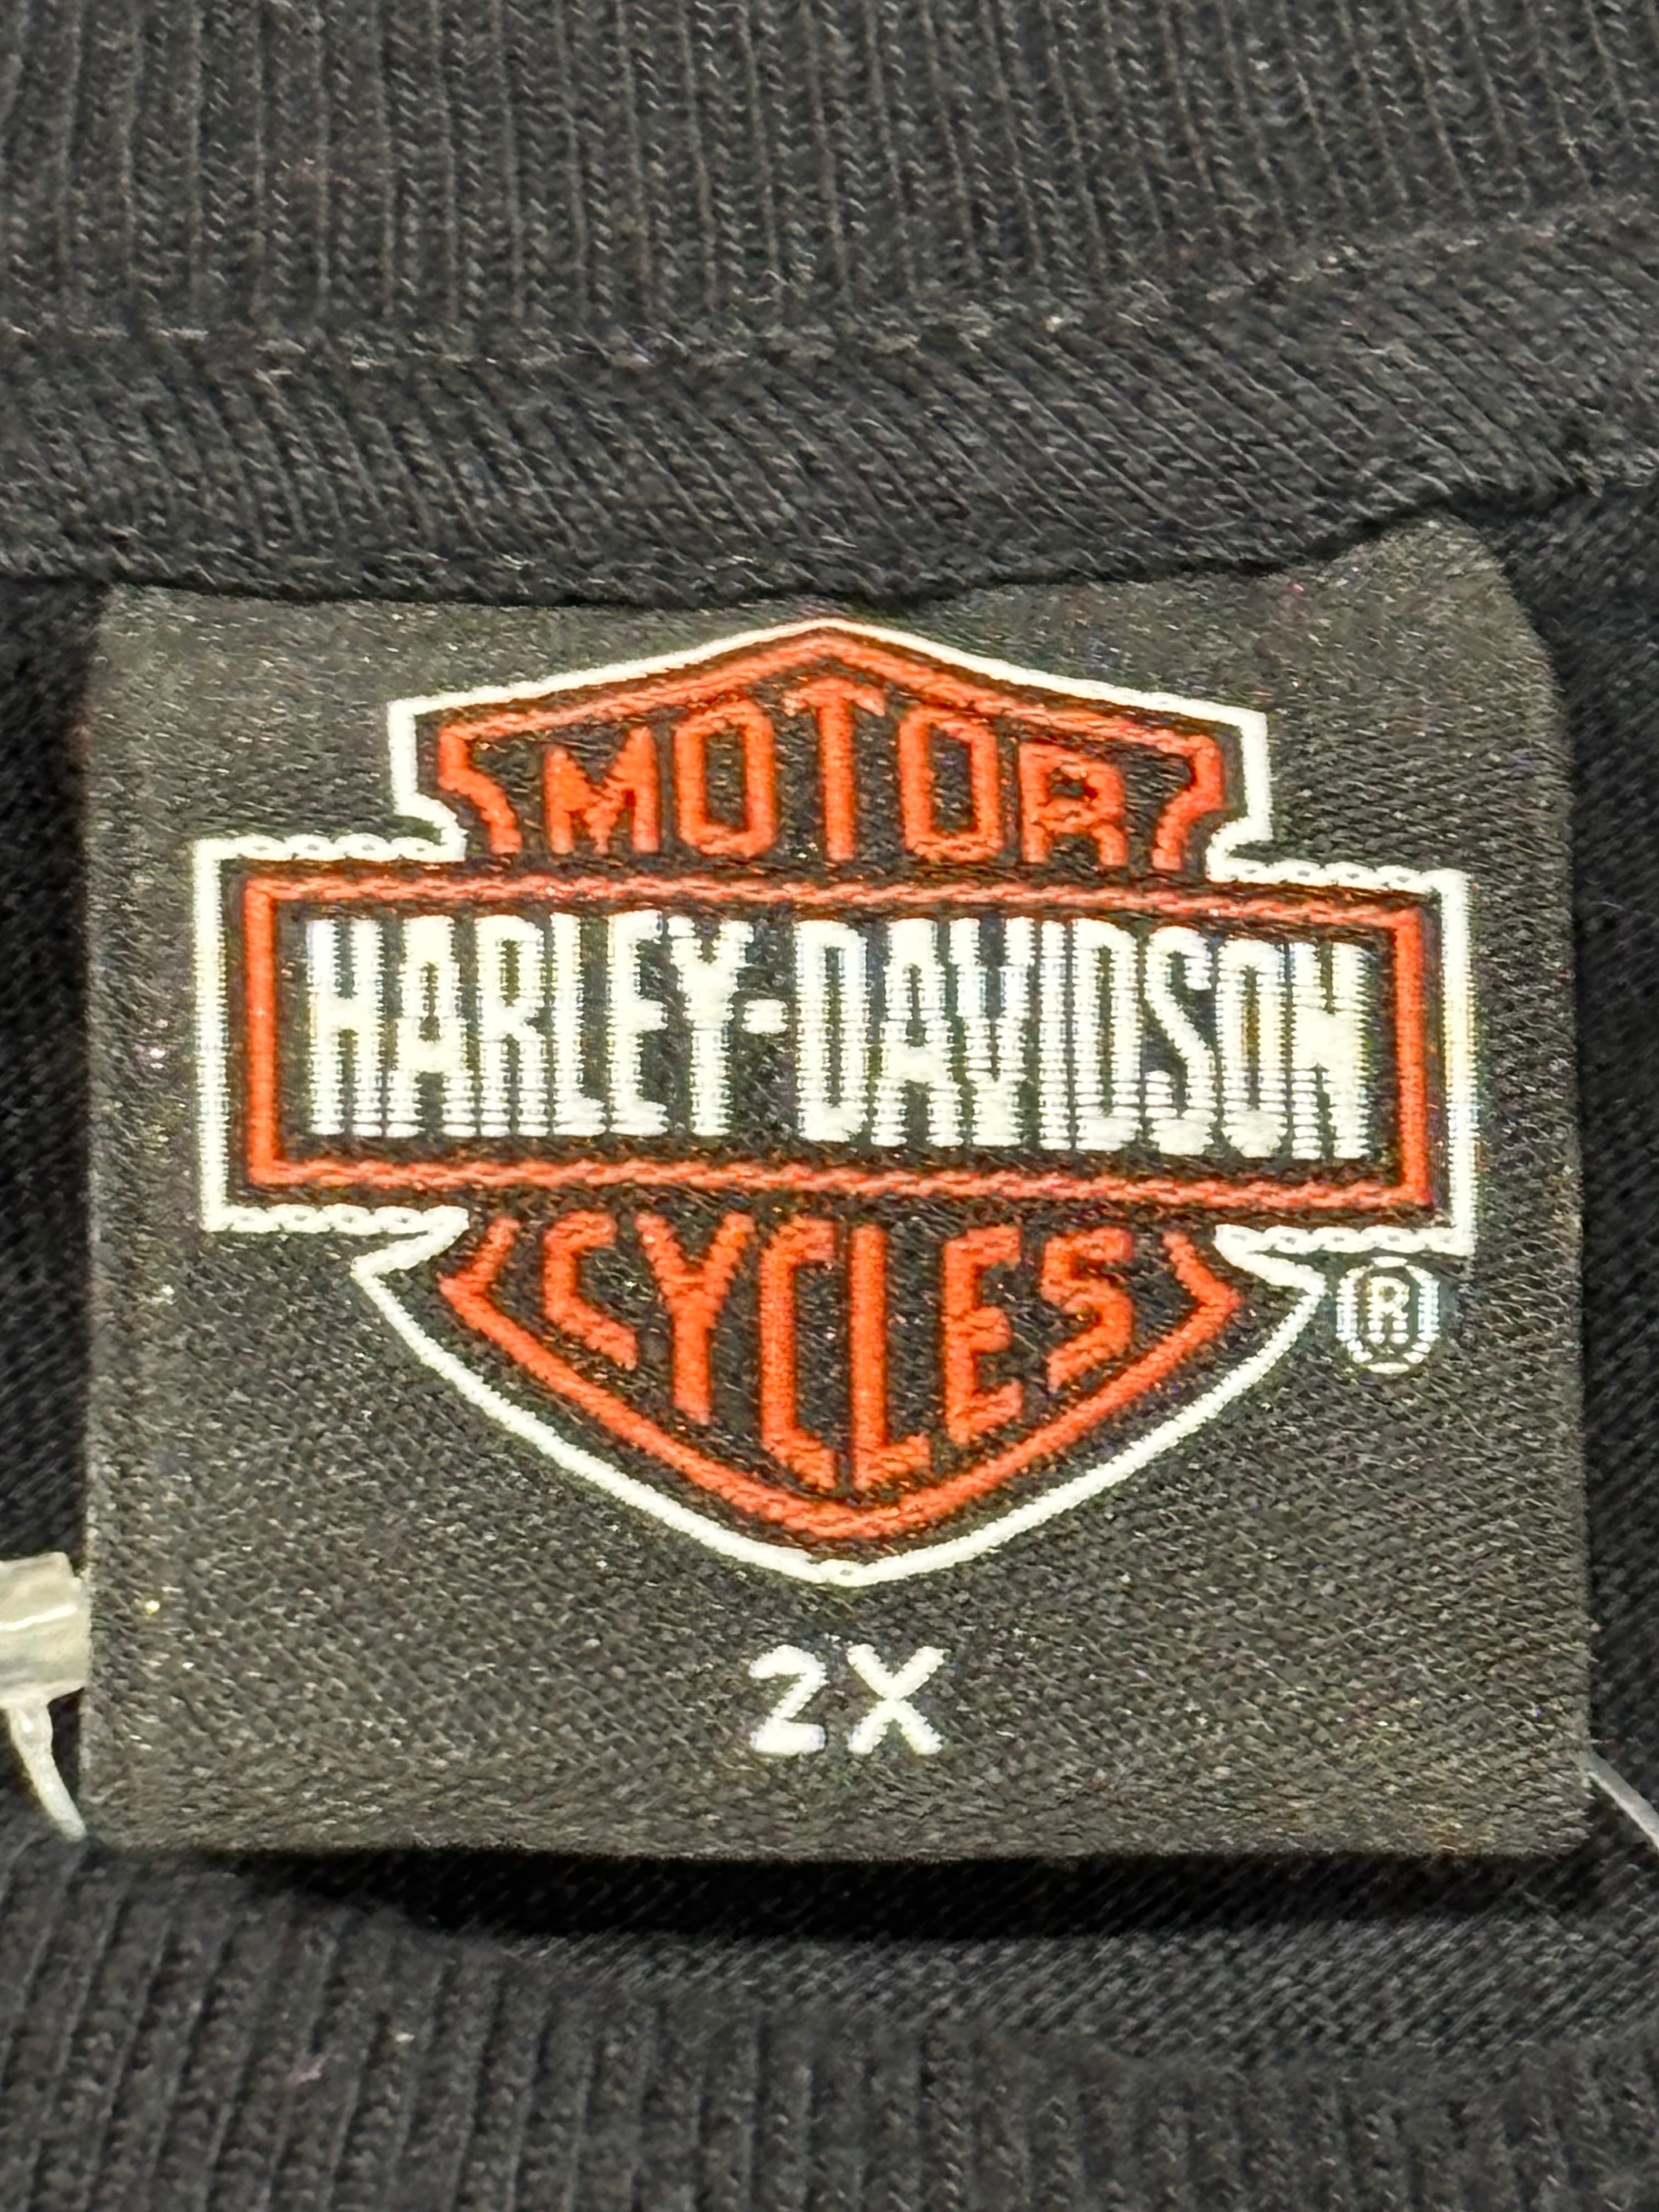 MOTOR
HARLEY-DAVIDSON
CYCLES
®
2X